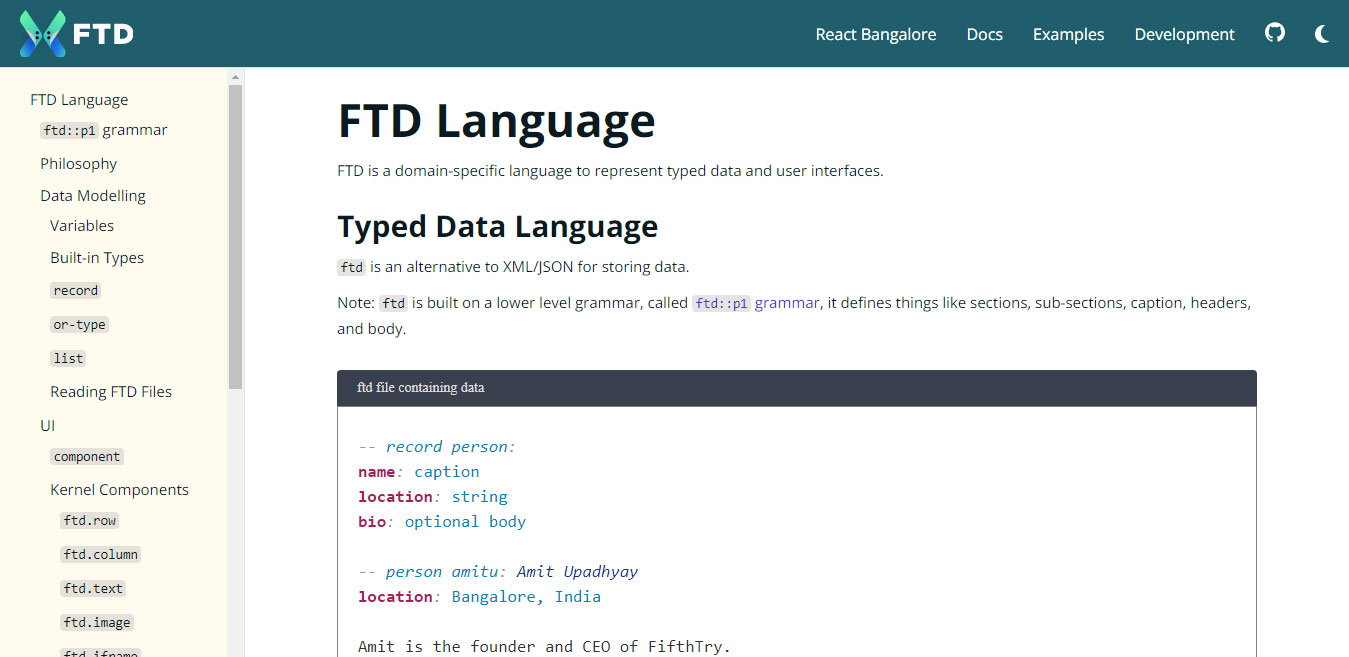 FTD
React Bangalore Docs Examples Development
FTD Language
ftd::p1 grammar
Philosophy
Data Modelling
Variables
Built-in Types
record
or-type
list
Reading FTD Files
UI
component
Kernel Components
ftd.row
ftd.column
ftd.text
ftd.image
ftd.iframe
FTD Language
FTD is a domain-specific language to represent typed data and user interfaces.
Typed Data Language
ftd is an alternative to XML/JSON for storing data.
Note: ftd is built on a lower level grammar, called ftd::p1 grammar, it defines things like sections, sub-sections, caption, headers,
and body.
ftd file containing data
-- record person:
name: caption
location: string
bio: optional body
-- person amitu: Amit Upadhyay
location: Bangalore, India
Amit is the founder and CEO of FifthTry.